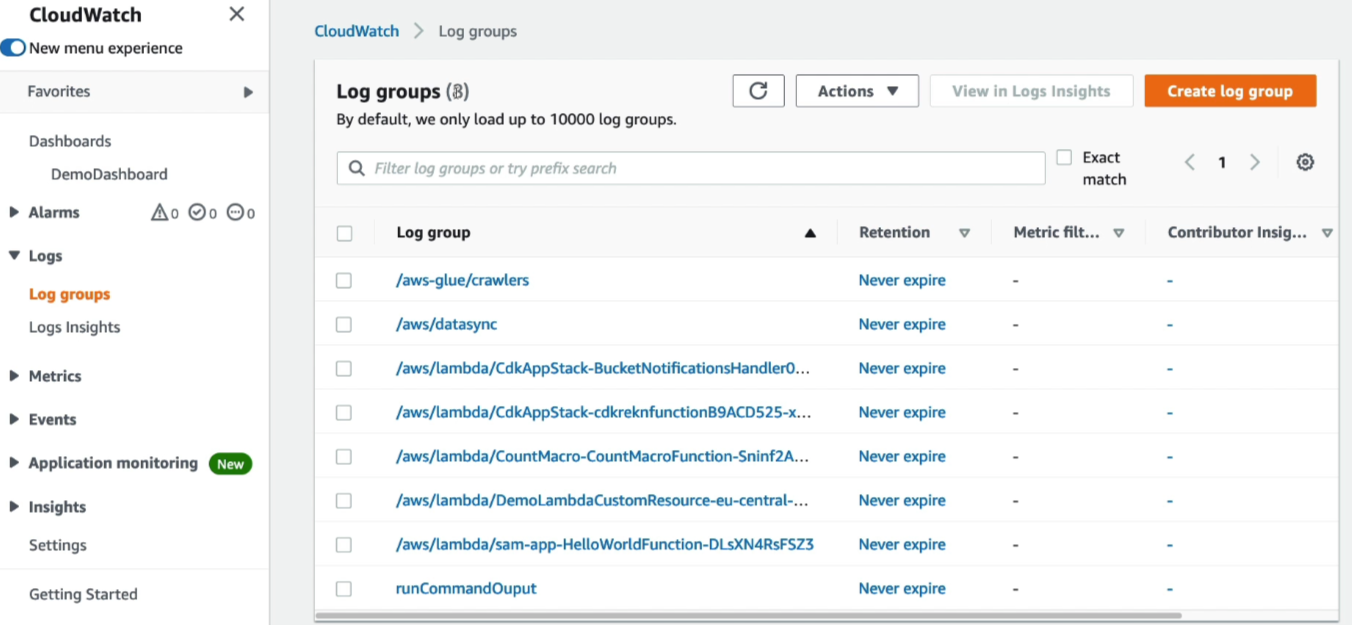 CloudWatch
New menu experience
Favorites
Dashboards
DemoDashboard
Alarms 0 0 0
Logs
Log groups
Logs Insights
Metrics
Events
Application monitoring New
Insights
Settings
Getting Started
CloudWatch > Log groups
Log groups (8)
Actions
View in Logs Insights
Create log group
By default, we only load up to 10000 log groups.
Filter log groups or try prefix search
Exact
match
1
Log group Retention Metric filt... Contributor Insig...
/aws-glue/crawlers Never expire - -
/aws/datasync Never expire - -
/aws/lambda/CdkAppStack-BucketNotificationsHandler0... Never expire - -
/aws/lambda/CdkAppStack-cdkreknfunctionB9ACD525-x... Never expire - -
/aws/lambda/CountMacro-CountMacroFunction-Sninf2A... Never expire - -
/aws/lambda/DemoLambdaCustomResource-eu-central-... Never expire - -
/aws/lambda/sam-app-HelloWorldFunction-DLsXN4RsFSZ3 Never expire - -
runCommandOuput Never expire - -